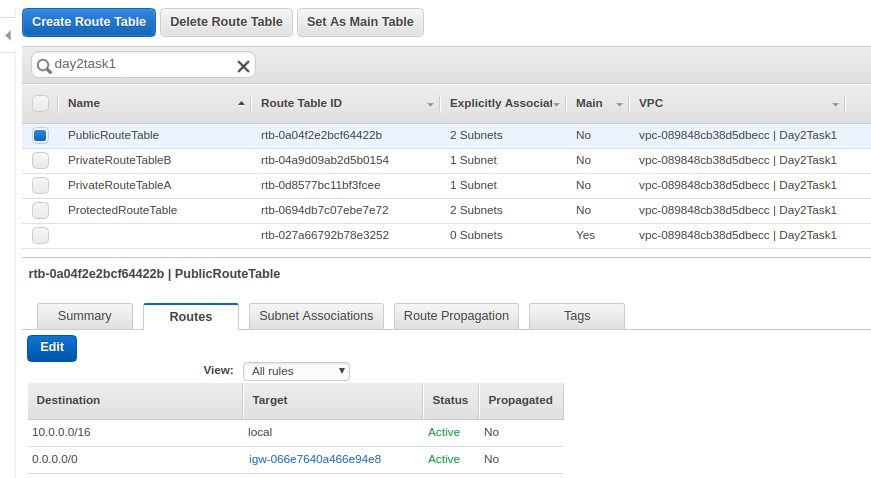 Create Route Table Delete Route Table Set As Main Table
day2task1
Name Route Table ID Explicitly Associat Main VPC
PublicRouteTable rtb-0a04f2e2bcf64422b 2 Subnets No vpc-089848cb38d5dbecc | Day2Task1
PrivateRouteTableB rtb-04a9d09ab2d5b0154 1 Subnet No vpc-089848cb38d5dbecc | Day2Task1
PrivateRouteTableA rtb-0d8577bc11bf3fcee 1 Subnet No vpc-089848cb38d5dbecc | Day2Task1
ProtectedRouteTable rtb-0694db7c07ebe7e72 2 Subnets No vpc-089848cb38d5dbecc | Day2Task1
rtb-027a66792b78e3252 0 Subnets Yes vpc-089848cb38d5dbecc | Day2Task1
rtb-0a04f2e2bcf64422b | PublicRouteTable
Summary Routes Subnet Associations Route Propagation Tags
Edit
View: All rules
Destination Target Status Propagated
10.0.0.0/16 local Active No
0.0.0.0/0 igw-066e7640a466e94e8 Active No